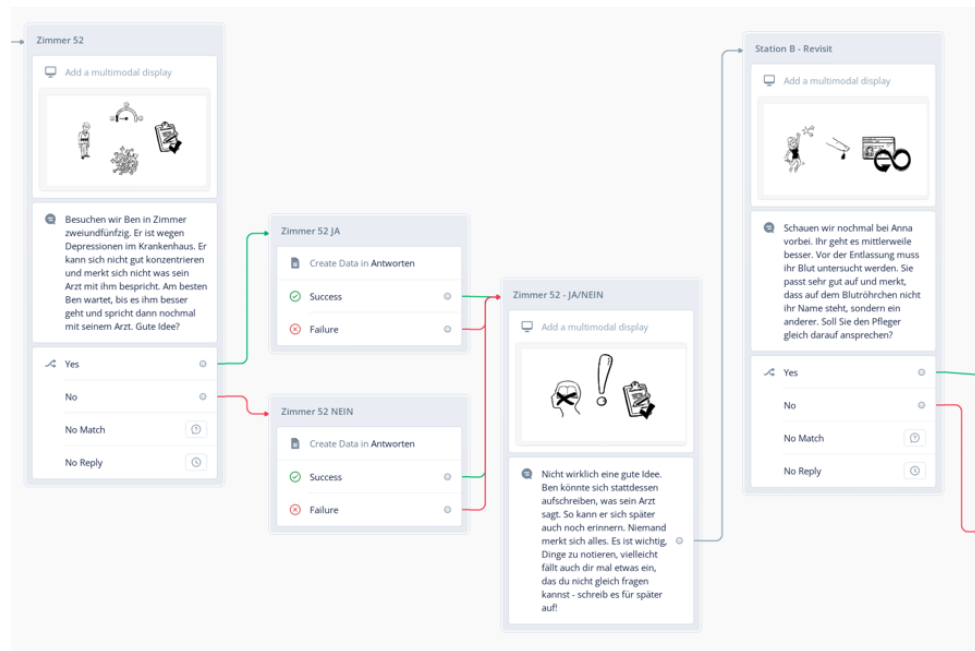 Zimmer 52
Add a multimodal display
Besuchen wir Ben in Zimmer
zweiundfünfzig. Er ist wegen
Depressionen im Krankenhaus. Er
kann sich nicht gut konzentrieren
und merkt sich nicht was sein
Arzt mit ihm bespricht. Am besten
Ben wartet, bis es ihm besser
geht und spricht dann nochmal
mit seinem Arzt. Gute Idee?
Yes
No
No Match
No Reply
Zimmer 52 JA
Create Data in Antworten
Success
Failure
Zimmer 52 NEIN
Create Data in Antworten
Success
Failure
Zimmer 52 - JA/NEIN
Add a multimodal display
Nicht wirklich eine gute Idee.
Ben könnte sich stattdessen
aufschreiben, was sein Arzt
sagt. So kann er sich später
auch noch erinnern. Niemand
merkt sich alles. Es ist wichtig,
Dinge zu notieren, vielleicht
fällt auch dir mal etwas ein,
das du nicht gleich fragen
kannst - schreib es für später
auf!
Station B - Revisit
Add a multimodal display
Schauen wir nochmal bei Anna
vorbei. Ihr geht es mittlerweile
besser. Vor der Entlassung muss
ihr Blut untersucht werden. Sie
passt sehr gut auf und merkt,
dass auf dem Blutröhrchen nicht
ihr Name steht, sondern ein
anderer. Soll Sie den Pfleger
gleich darauf ansprechen?
Yes
No
No Match
No Reply